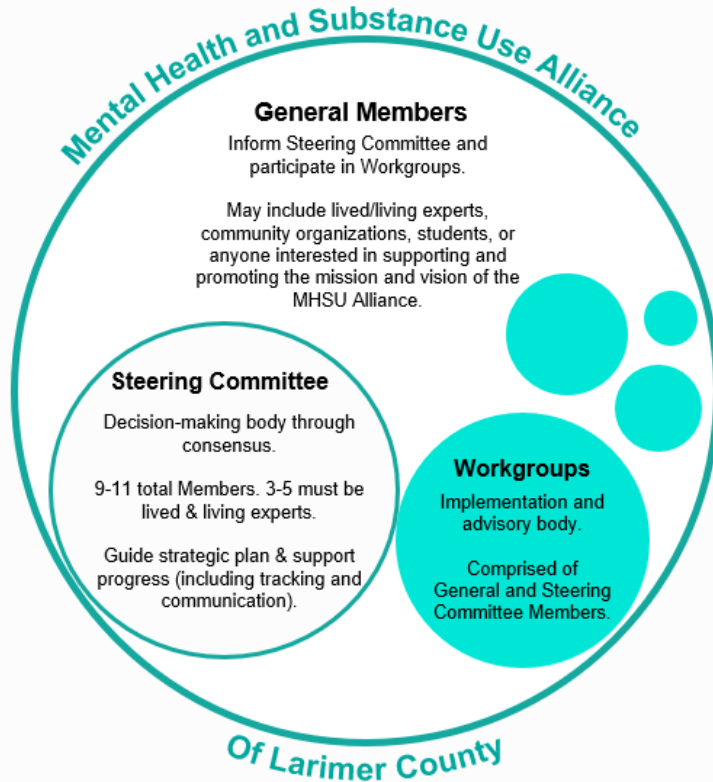 Mental Health and Substance Use Alliance
General Members
Inform Steering Committee and
participate in Workgroups.
May include lived/living experts,
community organizations, students, or
anyone interested in supporting and
promoting the mission and vision of the
MHSU Alliance.
Steering Committee
Decision-making body through
consensus.
9-11 total Members. 3-5 must be
lived & living experts.
Guide strategic plan & support
progress (including tracking and
communication).
Workgroups
Implementation and
advisory body.
Comprised of
General and Steering
Committee Members.
Of Larimer County